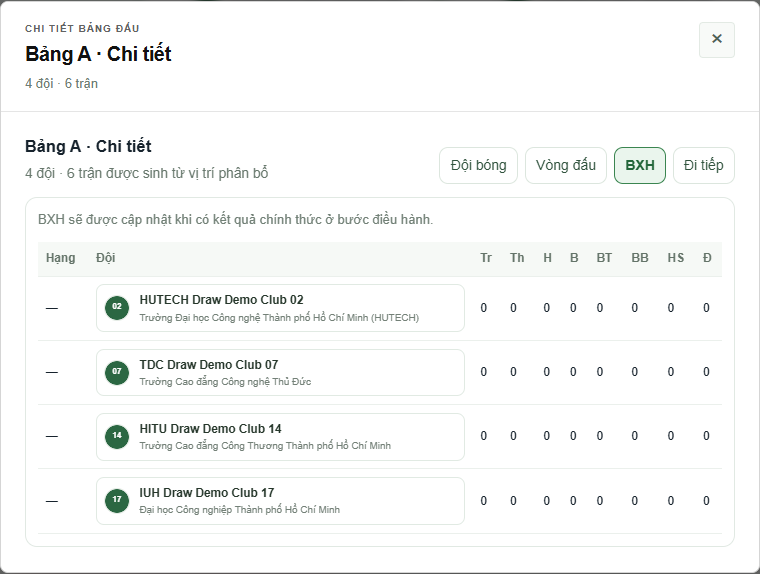 CHI TIẾT BẢNG ĐẤU
Bảng A · Chi tiết
4 đội · 6 trận
×
Bảng A · Chi tiết
4 đội · 6 trận được sinh từ vị trí phân bổ
Đội bóng Vòng đấu BXH Đi tiếp
BXH sẽ được cập nhật khi có kết quả chính thức ở bước điều hành.
Hạng Đội Tr Th H B BT BB HS Đ
— 02 HUTECH Draw Demo Club 02 0 0 0 0 0 0 0 0
Trường Đại học Công nghệ Thành phố Hồ Chí Minh (HUTECH)
— 07 TDC Draw Demo Club 07 0 0 0 0 0 0 0 0
Trường Cao đẳng Công nghệ Thủ Đức
— 14 HITU Draw Demo Club 14 0 0 0 0 0 0 0 0
Trường Cao đẳng Công Thương Thành phố Hồ Chí Minh
— 17 IUH Draw Demo Club 17 0 0 0 0 0 0 0 0
Đại học Công nghiệp Thành phố Hồ Chí Minh